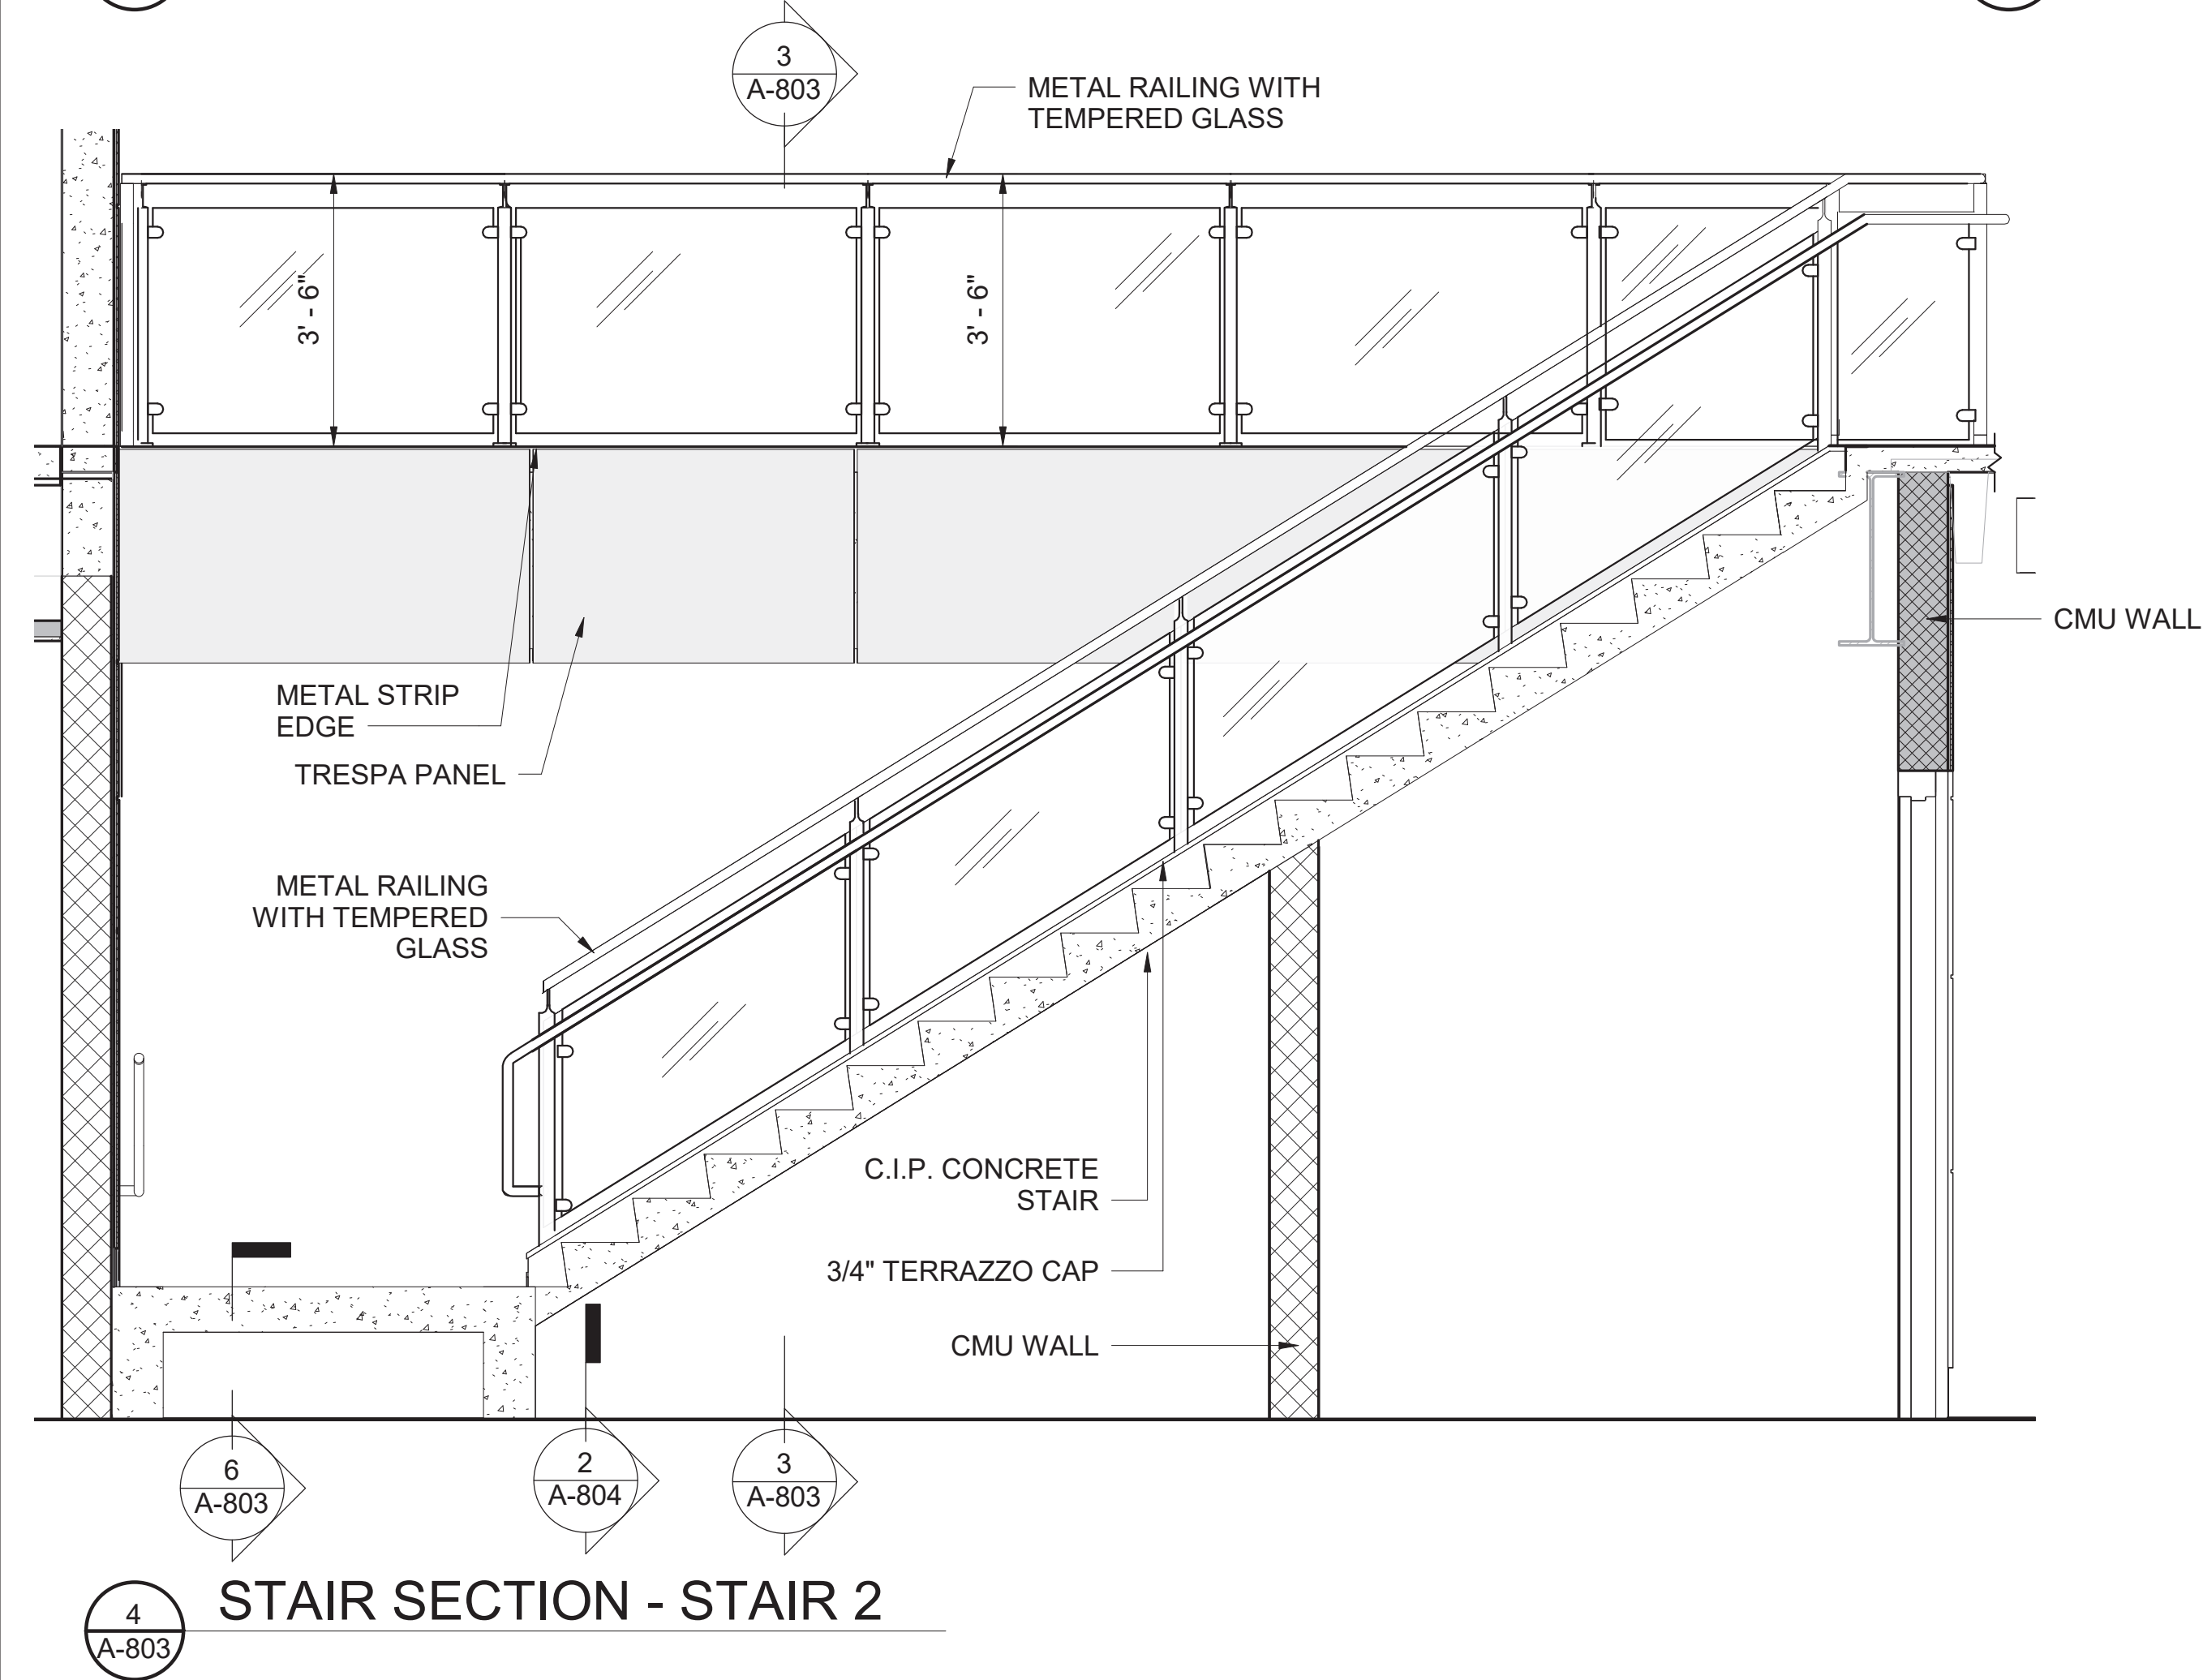 3
A-803
METAL RAILING WITH
TEMPERED GLASS
3' - 6"
3' - 6"
CMU WALL
METAL STRIP
EDGE
TRESPA PANEL
METAL RAILING
WITH TEMPERED
GLASS
C.I.P. CONCRETE
STAIR
3/4" TERRAZZO CAP
CMU WALL
6
A-803
2
A-804
3
A-803
4
A-803
STAIR SECTION - STAIR 2